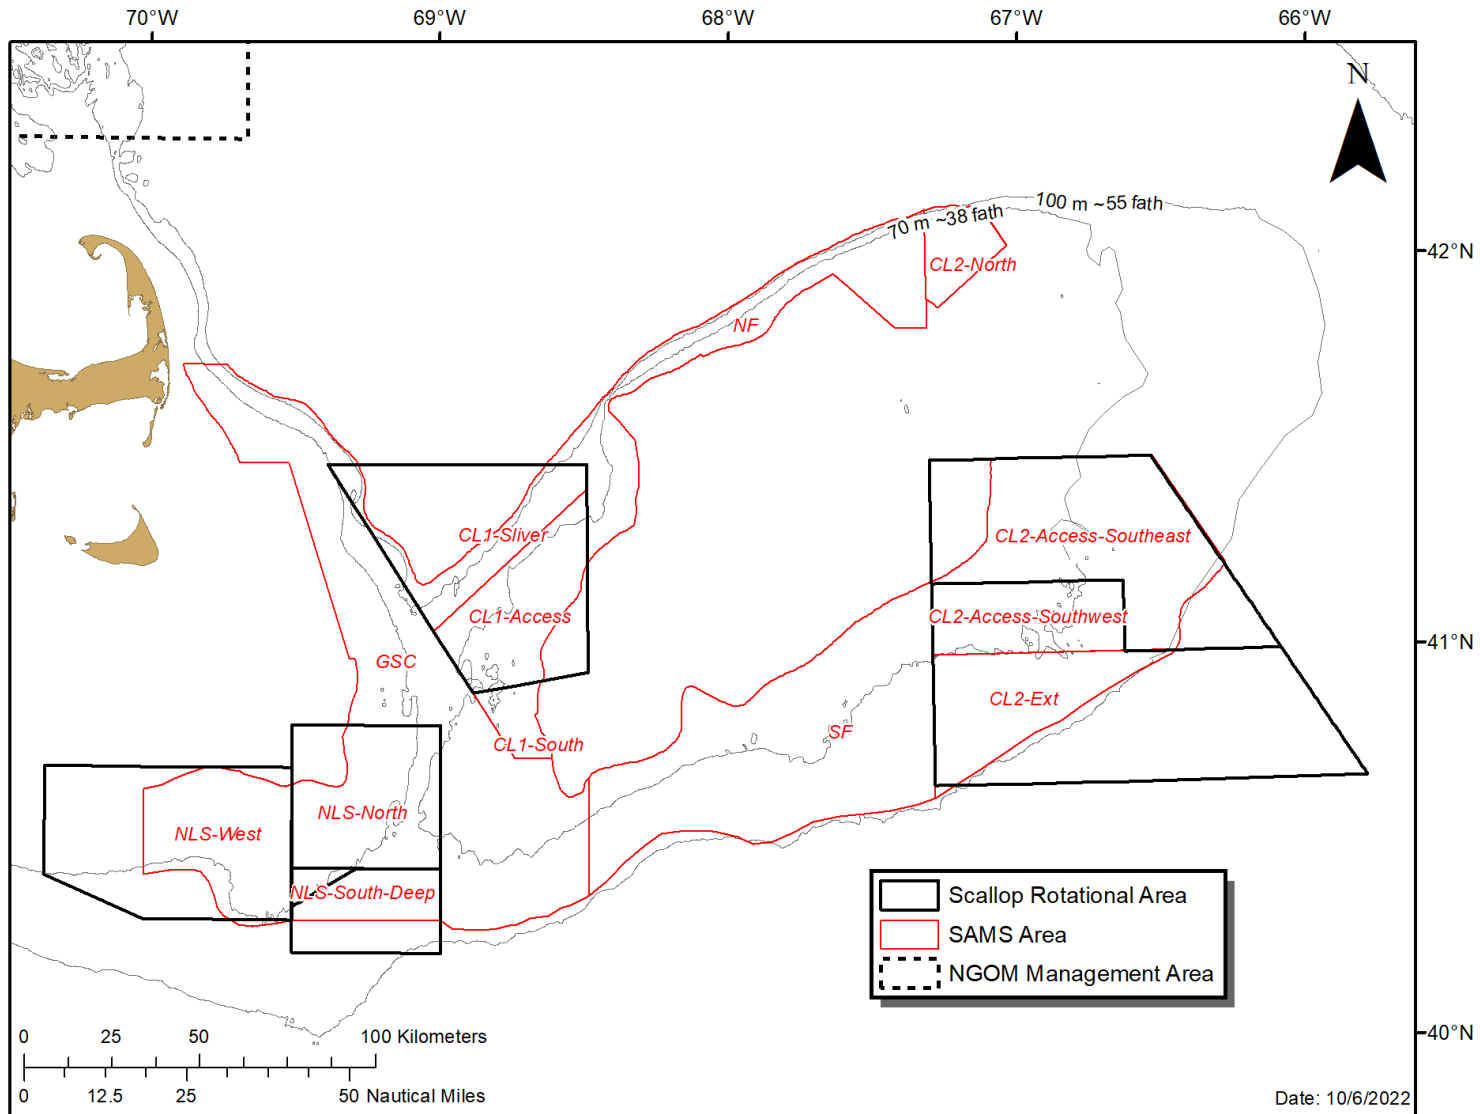 70°W 69°W 68°W 67°W 66°W
N
100 m ~55 fath
70 m ~38 fath
42°N
CL2-North
NF
CL1-Sliver
CL2-Access-Southeast
CL1-Access
CL2-Access-Southwest
41°N
GSC
CL2-Ext
SF
CL1-South
NLS-North
NLS-West
NLS-South-Deep
Scallop Rotational Area
SAMS Area
NGOM Management Area
40°N
0 25 50 100 Kilometers
0 12.5 25 50 Nautical Miles
Date: 10/6/2022